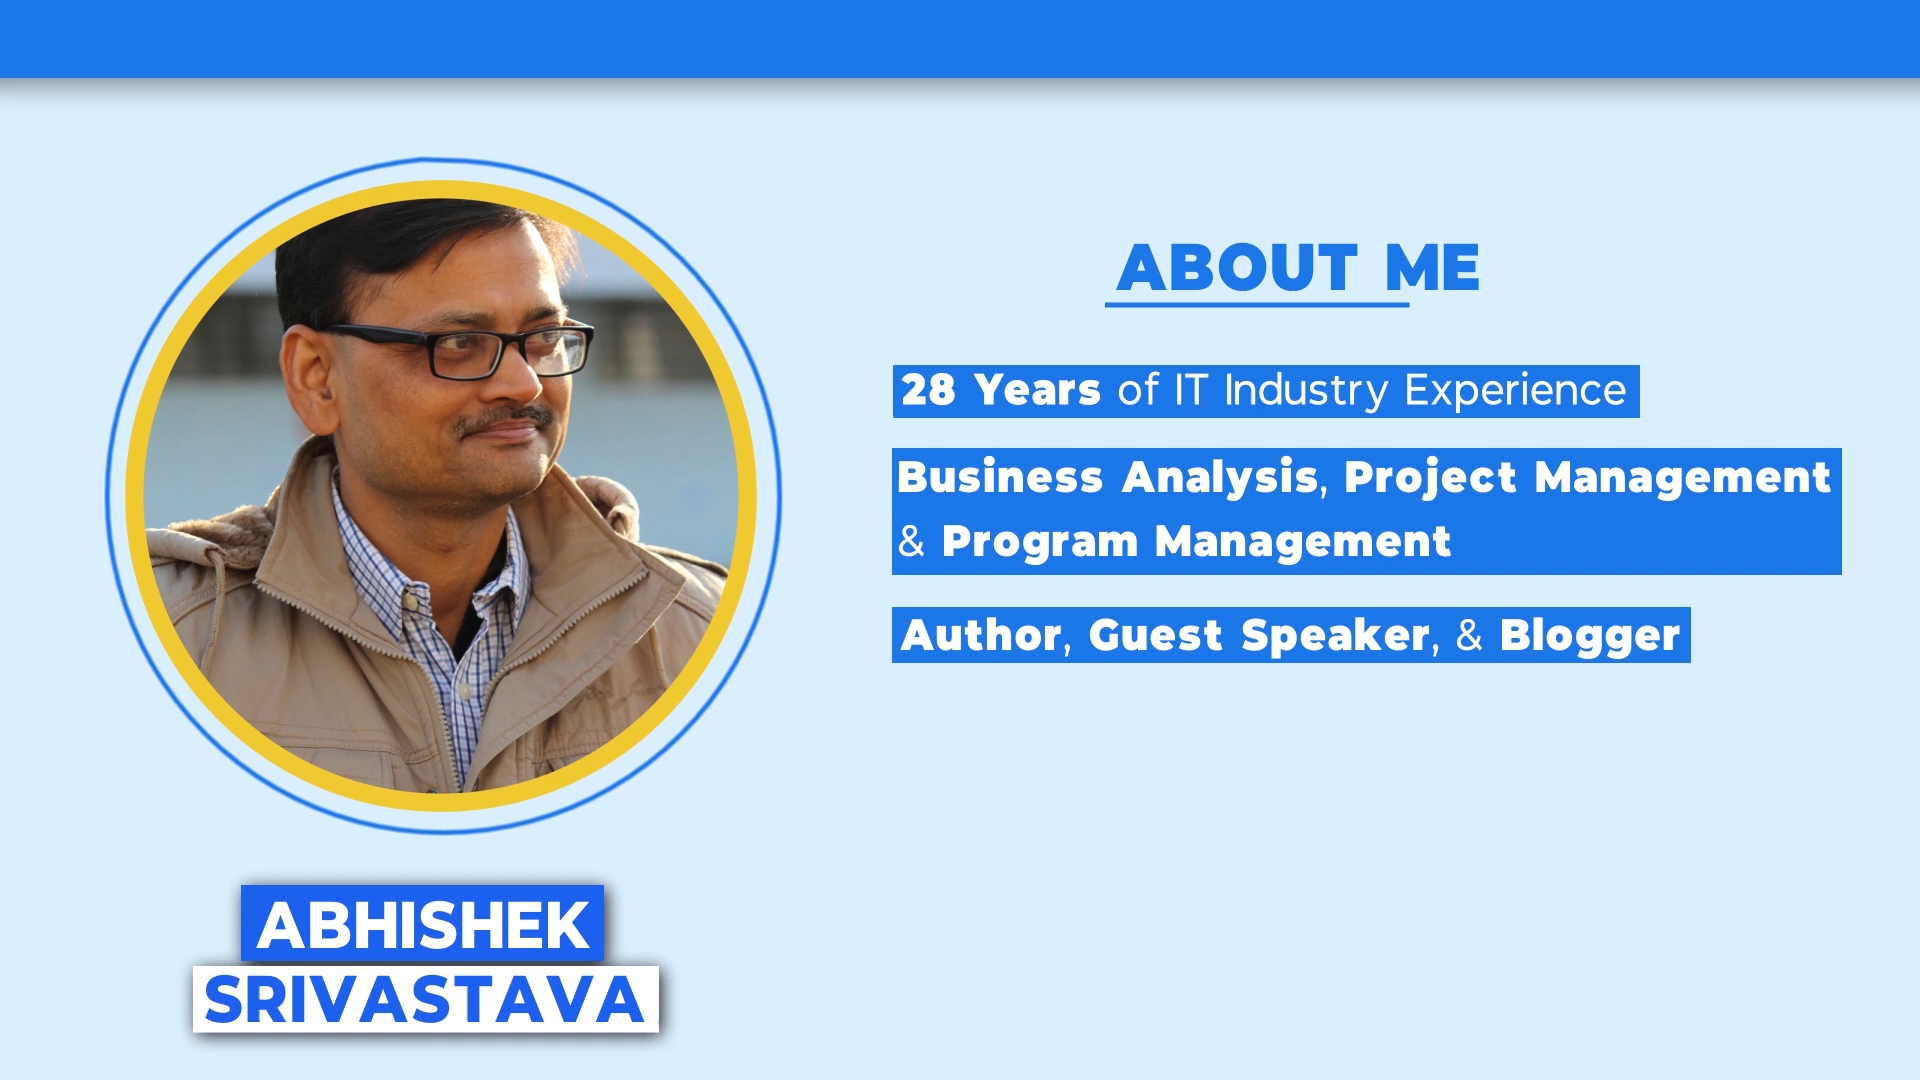 ABOUT ME
28 Years of IT Industry Experience
Business Analysis, Project Management
& Program Management
Author, Guest Speaker, & Blogger
ABHISHEK
SRIVASTAVA